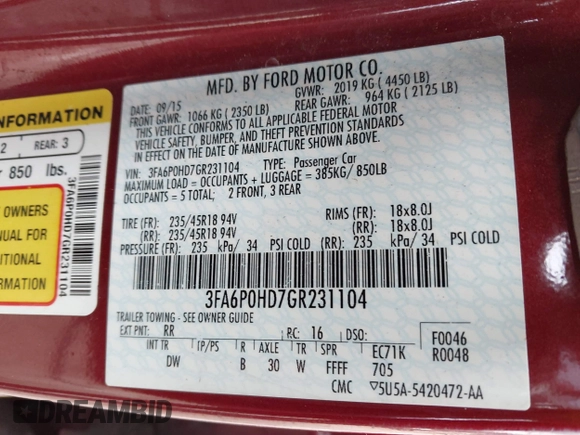 INFORMATION
2 REAR: 3
850 lbs.
OWNERS
NUAL FOR
DITIONAL
FORMATION
3FA6P0HD7GR231104
MFD. BY FORD MOTOR CO.
DATE: 09/15 GVWR: 2019 KG ( 4450 LB)
FRONT GAWR: 1066 KG ( 2350 LB) REAR GAWR: 964 KG ( 2125 LB)
THIS VEHICLE CONFORMS TO ALL APPLICABLE FEDERAL MOTOR
VEHICLE SAFETY, BUMPER, AND THEFT PREVENTION STANDARDS
IN EFFECT ON THE DATE OF MANUFACTURE SHOWN ABOVE.
VIN: 3FA6P0HD7GR231104 TYPE: Passenger Car
MAXIMUM LOAD = OCCUPANTS + LUGGAGE = 385KG/ 850LB
OCCUPANTS = 5 TOTAL; 2 FRONT, 3 REAR
TIRE (FR): 235/45R18 94V RIMS (FR): 18x8.0J
(RR): 235/45R18 94V (RR): 18x8.0J
PRESSURE (FR): 235 kPa/ 34 PSI COLD (RR): 235 kPa/ 34 PSI COLD
3FA6P0HD7GR231104
TRAILER TOWING - SEE OWNER GUIDE
EXT PNT: RR RC: 16 DSO: F0046
INT TR TP/PS R AXLE TR SPR EC71K R0048
DW B 30 W FFFF 705
CMC 5U5A-5420472-AA
DREAMBID